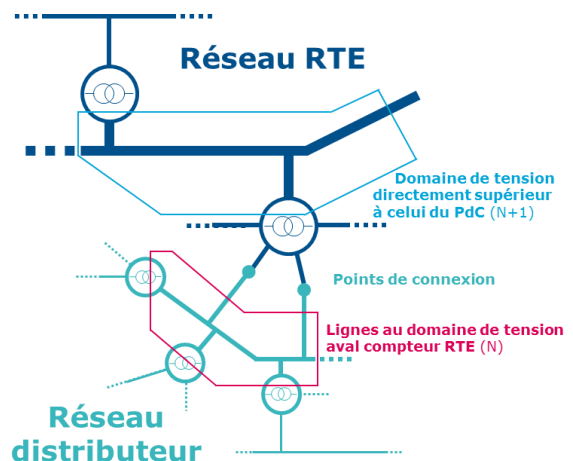 Réseau RTE
Domaine de tension
directement supérieur
à celui du PdC (N+1)
Points de connexion
Lignes au domaine de tension
aval compteur RTE (N)
Réseau
distributeur